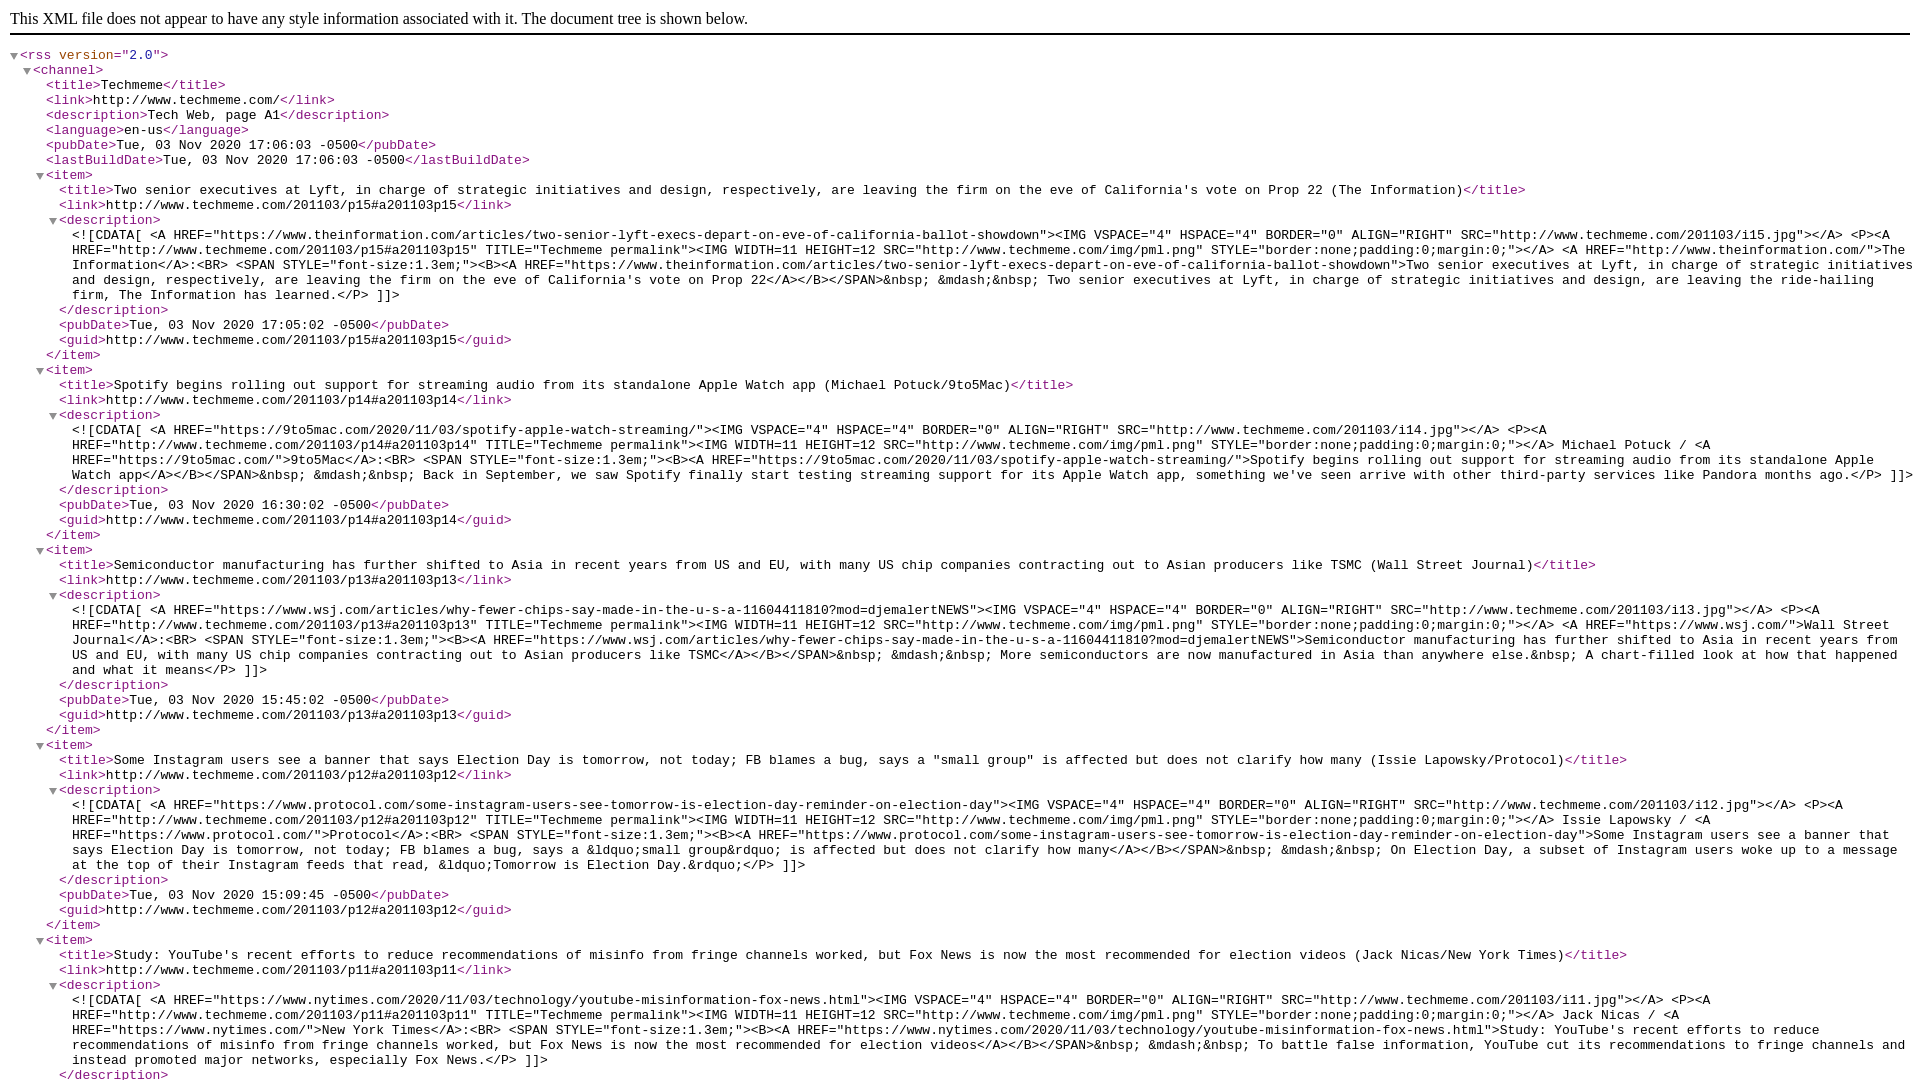 This XML file does not appear to have any style information associated with it. The document tree is shown below.
<rss version="2.0">
<channel>
<title>Techmeme</title>
<link>http://www.techmeme.com/</link>
<description>Tech Web, page A1</description>
<language>en-us</language>
<pubDate>Tue, 03 Nov 2020 17:06:03 -0500</pubDate>
<lastBuildDate>Tue, 03 Nov 2020 17:06:03 -0500</lastBuildDate>
<item>
<title>Two senior executives at Lyft, in charge of strategic initiatives and design, respectively, are leaving the firm on the eve of California's vote on Prop 22 (The Information)</title>
<link>http://www.techmeme.com/201103/p15#a201103p15</link>
<description>
<![CDATA[ <A HREF="https://www.theinformation.com/articles/two-senior-lyft-execs-depart-on-eve-of-california-ballot-showdown"><IMG VSPACE="4" HSPACE="4" BORDER="0" ALIGN="RIGHT" SRC="http://www.techmeme.com/201103/i15.jpg"></A> <P><A
HREF="http://www.techmeme.com/201103/p15#a201103p15" TITLE="Techmeme permalink"><IMG WIDTH=11 HEIGHT=12 SRC="http://www.techmeme.com/img/pml.png" STYLE="border:none;padding:0;margin:0;"></A> <A HREF="http://www.theinformation.com/">The
Information</A>:<BR> <SPAN STYLE="font-size:1.3em;"><B><A HREF="https://www.theinformation.com/articles/two-senior-lyft-execs-depart-on-eve-of-california-ballot-showdown">Two senior executives at Lyft, in charge of strategic initiatives
and design, respectively, are leaving the firm on the eve of California's vote on Prop 22</A></B></SPAN>&nbsp; &mdash;&nbsp; Two senior executives at Lyft, in charge of strategic initiatives and design, are leaving the ride-hailing
firm, The Information has learned.</P> ]]>
</description>
<pubDate>Tue, 03 Nov 2020 17:05:02 -0500</pubDate>
<guid>http://www.techmeme.com/201103/p15#a201103p15</guid>
</item>
<item>
<title>Spotify begins rolling out support for streaming audio from its standalone Apple Watch app (Michael Potuck/9to5Mac)</title>
<link>http://www.techmeme.com/201103/p14#a201103p14</link>
<description>
<![CDATA[ <A HREF="https://9to5mac.com/2020/11/03/spotify-apple-watch-streaming/"><IMG VSPACE="4" HSPACE="4" BORDER="0" ALIGN="RIGHT" SRC="http://www.techmeme.com/201103/i14.jpg"></A> <P><A
HREF="http://www.techmeme.com/201103/p14#a201103p14" TITLE="Techmeme permalink"><IMG WIDTH=11 HEIGHT=12 SRC="http://www.techmeme.com/img/pml.png" STYLE="border:none;padding:0;margin:0;"></A> Michael Potuck / <A
HREF="https://9to5mac.com/">9to5Mac</A>:<BR> <SPAN STYLE="font-size:1.3em;"><B><A HREF="https://9to5mac.com/2020/11/03/spotify-apple-watch-streaming/">Spotify begins rolling out support for streaming audio from its standalone Apple
Watch app</A></B></SPAN>&nbsp; &mdash;&nbsp; Back in September, we saw Spotify finally start testing streaming support for its Apple Watch app, something we've seen arrive with other third-party services like Pandora months ago.</P> ]]>
</description>
<pubDate>Tue, 03 Nov 2020 16:30:02 -0500</pubDate>
<guid>http://www.techmeme.com/201103/p14#a201103p14</guid>
</item>
<item>
<title>Semiconductor manufacturing has further shifted to Asia in recent years from US and EU, with many US chip companies contracting out to Asian producers like TSMC (Wall Street Journal)</title>
<link>http://www.techmeme.com/201103/p13#a201103p13</link>
<description>
<![CDATA[ <A HREF="https://www.wsj.com/articles/why-fewer-chips-say-made-in-the-u-s-a-11604411810?mod=djemalertNEWS"><IMG VSPACE="4" HSPACE="4" BORDER="0" ALIGN="RIGHT" SRC="http://www.techmeme.com/201103/i13.jpg"></A> <P><A
HREF="http://www.techmeme.com/201103/p13#a201103p13" TITLE="Techmeme permalink"><IMG WIDTH=11 HEIGHT=12 SRC="http://www.techmeme.com/img/pml.png" STYLE="border:none;padding:0;margin:0;"></A> <A HREF="https://www.wsj.com/">Wall Street
Journal</A>:<BR> <SPAN STYLE="font-size:1.3em;"><B><A HREF="https://www.wsj.com/articles/why-fewer-chips-say-made-in-the-u-s-a-11604411810?mod=djemalertNEWS">Semiconductor manufacturing has further shifted to Asia in recent years from
US and EU, with many US chip companies contracting out to Asian producers like TSMC</A></B></SPAN>&nbsp; &mdash;&nbsp; More semiconductors are now manufactured in Asia than anywhere else.&nbsp; A chart-filled look at how that happened
and what it means</P> ]]>
</description>
<pubDate>Tue, 03 Nov 2020 15:45:02 -0500</pubDate>
<guid>http://www.techmeme.com/201103/p13#a201103p13</guid>
</item>
<item>
<title>Some Instagram users see a banner that says Election Day is tomorrow, not today; FB blames a bug, says a "small group" is affected but does not clarify how many (Issie Lapowsky/Protocol)</title>
<link>http://www.techmeme.com/201103/p12#a201103p12</link>
<description>
<![CDATA[ <A HREF="https://www.protocol.com/some-instagram-users-see-tomorrow-is-election-day-reminder-on-election-day"><IMG VSPACE="4" HSPACE="4" BORDER="0" ALIGN="RIGHT" SRC="http://www.techmeme.com/201103/i12.jpg"></A> <P><A
HREF="http://www.techmeme.com/201103/p12#a201103p12" TITLE="Techmeme permalink"><IMG WIDTH=11 HEIGHT=12 SRC="http://www.techmeme.com/img/pml.png" STYLE="border:none;padding:0;margin:0;"></A> Issie Lapowsky / <A
HREF="https://www.protocol.com/">Protocol</A>:<BR> <SPAN STYLE="font-size:1.3em;"><B><A HREF="https://www.protocol.com/some-instagram-users-see-tomorrow-is-election-day-reminder-on-election-day">Some Instagram users see a banner that
says Election Day is tomorrow, not today; FB blames a bug, says a &ldquo;small group&rdquo; is affected but does not clarify how many</A></B></SPAN>&nbsp; &mdash;&nbsp; On Election Day, a subset of Instagram users woke up to a message
at the top of their Instagram feeds that read, &ldquo;Tomorrow is Election Day.&rdquo;</P> ]]>
</description>
<pubDate>Tue, 03 Nov 2020 15:09:45 -0500</pubDate>
<guid>http://www.techmeme.com/201103/p12#a201103p12</guid>
</item>
<item>
<title>Study: YouTube's recent efforts to reduce recommendations of misinfo from fringe channels worked, but Fox News is now the most recommended for election videos (Jack Nicas/New York Times)</title>
<link>http://www.techmeme.com/201103/p11#a201103p11</link>
<description>
<![CDATA[ <A HREF="https://www.nytimes.com/2020/11/03/technology/youtube-misinformation-fox-news.html"><IMG VSPACE="4" HSPACE="4" BORDER="0" ALIGN="RIGHT" SRC="http://www.techmeme.com/201103/i11.jpg"></A> <P><A
HREF="http://www.techmeme.com/201103/p11#a201103p11" TITLE="Techmeme permalink"><IMG WIDTH=11 HEIGHT=12 SRC="http://www.techmeme.com/img/pml.png" STYLE="border:none;padding:0;margin:0;"></A> Jack Nicas / <A
HREF="https://www.nytimes.com/">New York Times</A>:<BR> <SPAN STYLE="font-size:1.3em;"><B><A HREF="https://www.nytimes.com/2020/11/03/technology/youtube-misinformation-fox-news.html">Study: YouTube's recent efforts to reduce
recommendations of misinfo from fringe channels worked, but Fox News is now the most recommended for election videos</A></B></SPAN>&nbsp; &mdash;&nbsp; To battle false information, YouTube cut its recommendations to fringe channels and
instead promoted major networks, especially Fox News.</P> ]]>
</description>